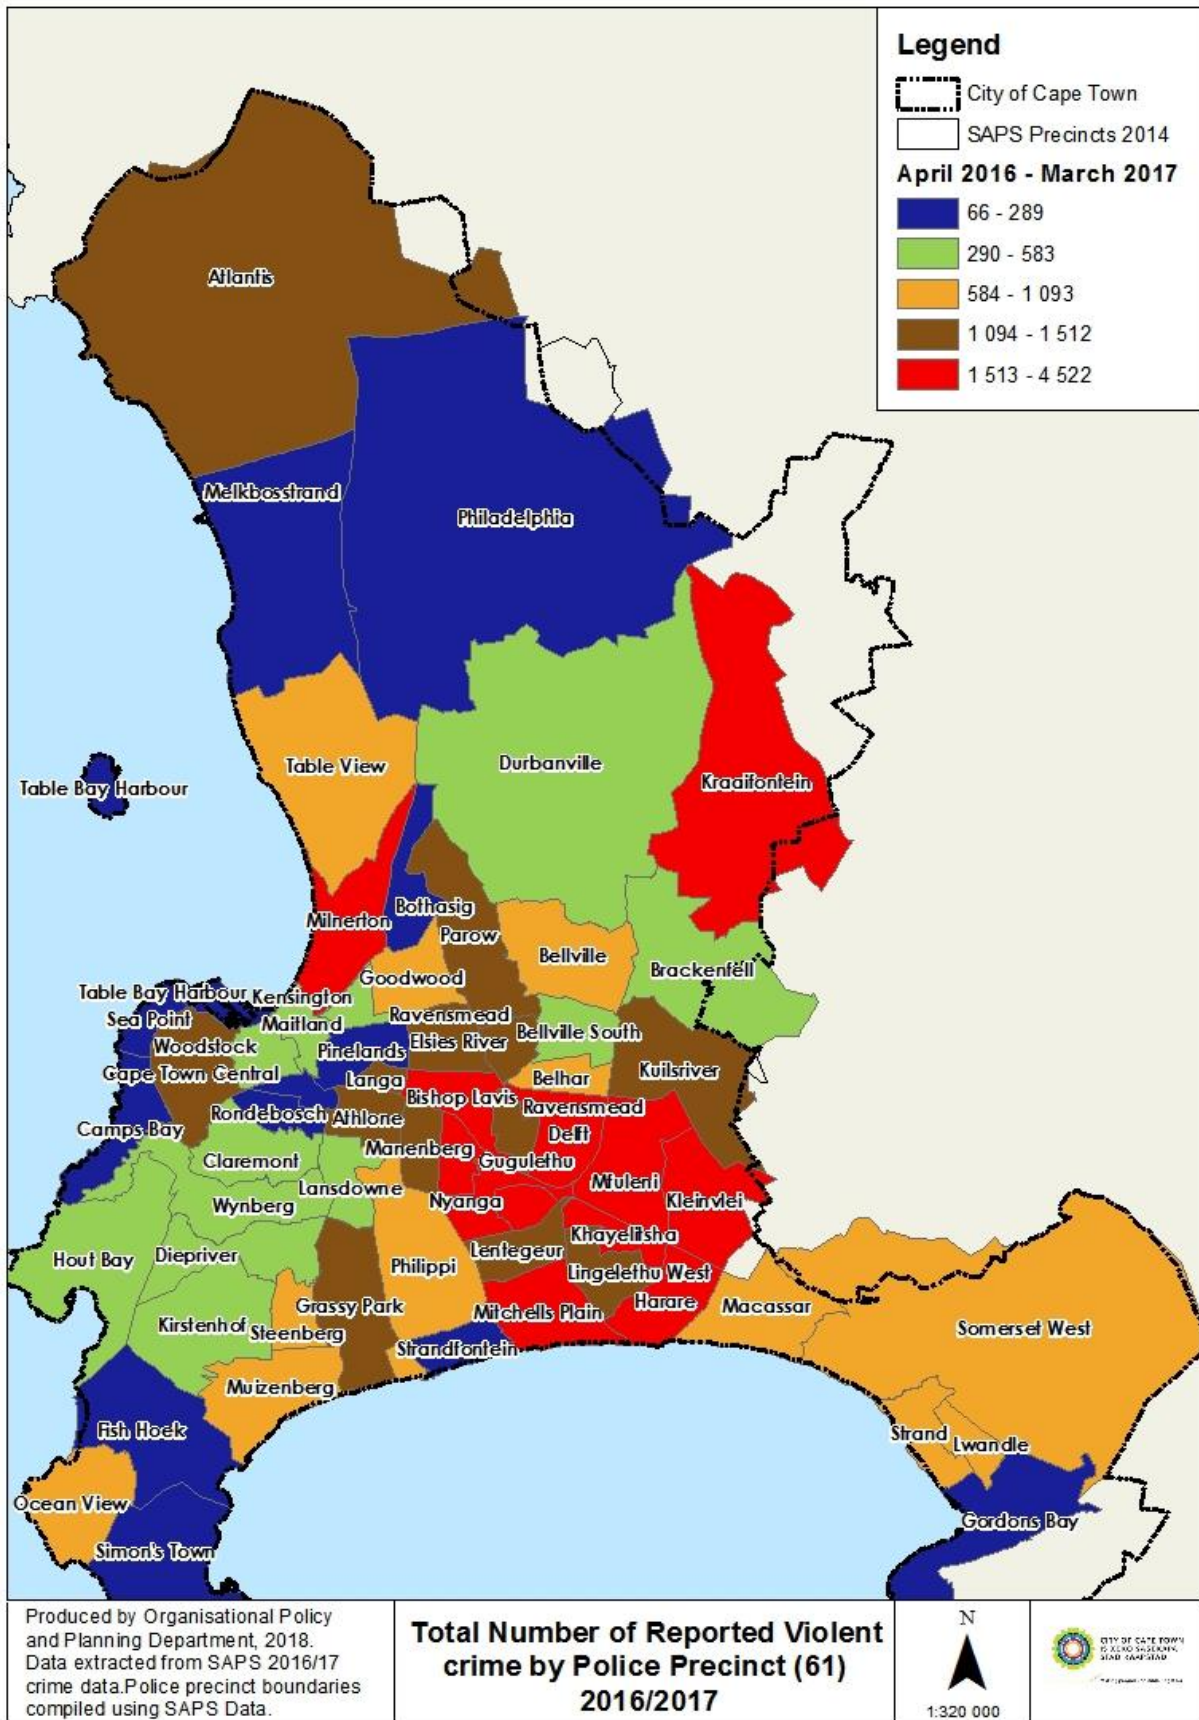 Legend
City of Cape Town
SAPS Precincts 2014
April 2016 - March 2017
66 - 289
290 - 583
584 - 1 093
1 094 - 1 512
1 513 - 4 522
Atlantis
Melkbosstrand
Philadelphia
Table View
Durbanville
Kraaifontein
Table Bay Harbour
Milnerton
Bothasig
Parow
Bellville
Brackenfell
Goodwood
Table Bay Harbour
Kensington
Sea Point
Maitland
Ravensmead
Woodstock
Pinelands
Elsies River
Bellville South
Cape Town Central
Langa
Belhar
Kuilsriver
Bishop Lavis
Ravensmead
Rondebosch
Athlone
Camps Bay
Delft
Manenberg
Claremont
Gugulethu
Lansdowne
Mfuleni
Wynberg
Nyanga
Kleinvlei
Hout Bay
Diepriver
Lentegeur
Khayelitsha
Philippi
Lingelethu West
Grassy Park
Harare
Macassar
Kirstenhof
Steenberg
Mitchells Plain
Somerset West
Strandfontein
Muizenberg
Fish Hoek
Strand
Lwandle
Ocean View
Gordons Bay
Simon's Town
Produced by Organisational Policy
and Planning Department, 2018.
Data extracted from SAPS 2016/17
crime data.Police precinct boundaries
compiled using SAPS Data.
Total Number of Reported Violent
crime by Police Precinct (61)
2016/2017
N
1:320 000
CITY OF CAPE TOWN
ISIXEKO SASEKAPA
STAD KAAPSTAD